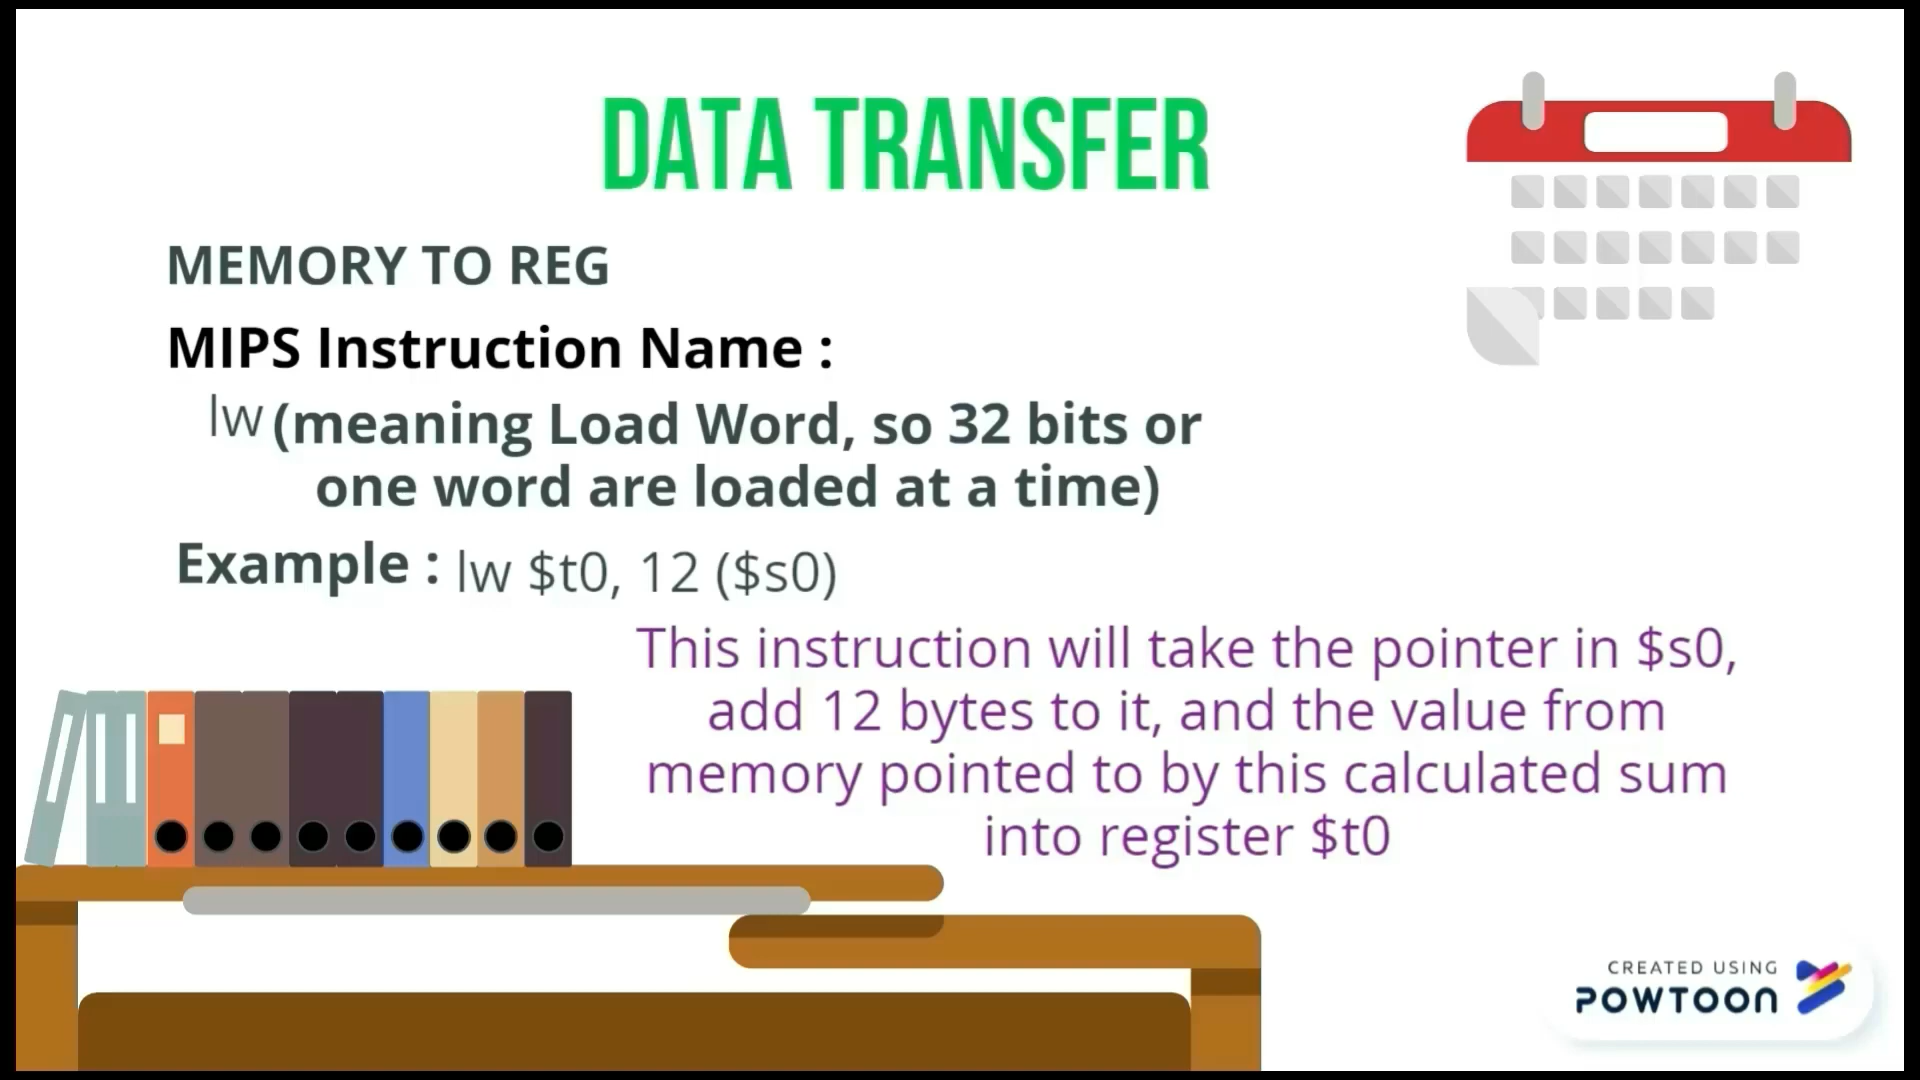 DATA TRANSFER
MEMORY TO REG
MIPS Instruction Name :
lw (meaning Load Word, so 32 bits or
one word are loaded at a time)
Example : lw $t0, 12 ($s0)
This instruction will take the pointer in $s0,
add 12 bytes to it, and the value from
memory pointed to by this calculated sum
into register $t0
CREATED USING
POWTOON